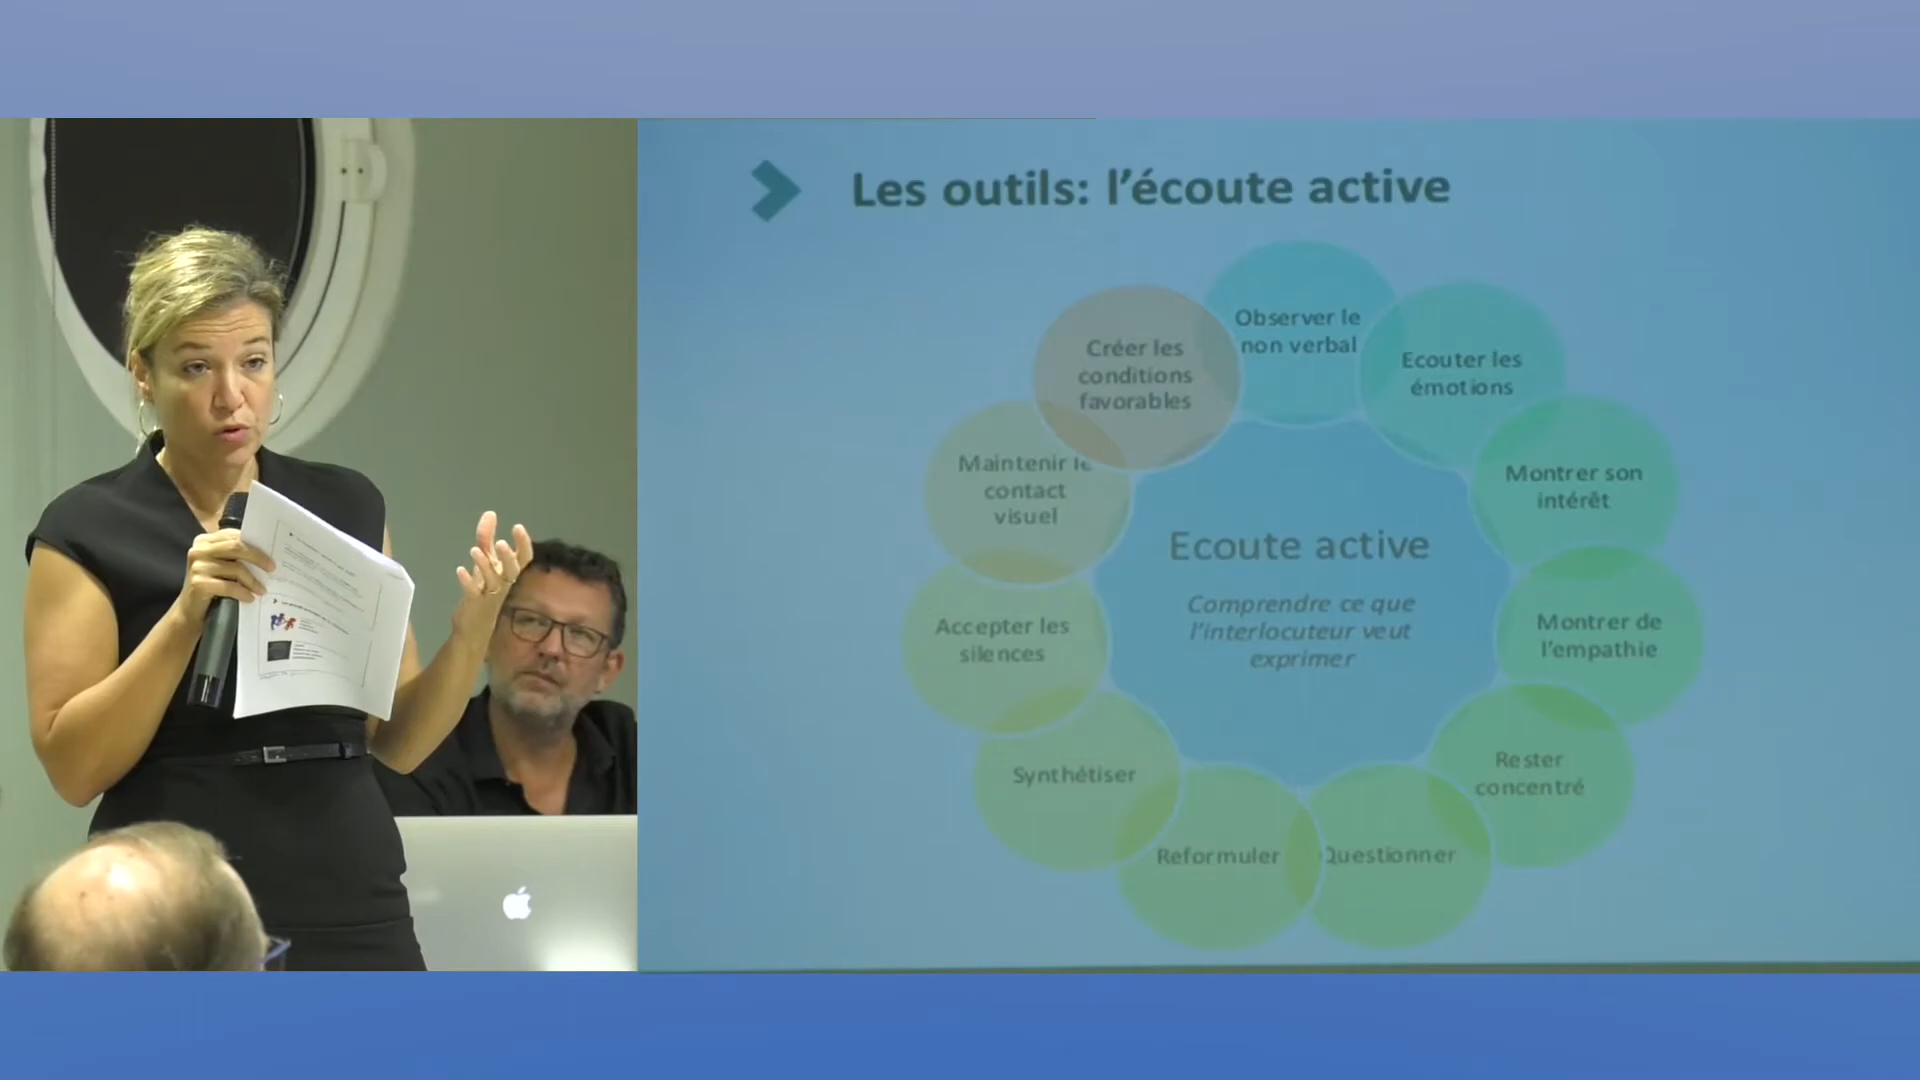 Les outils: l'écoute active
Observer le
non verbal
Ecouter les
émotions
Montrer son
intérêt
Montrer de
l'empathie
Rester
concentré
Questionner
Reformuler
Synthétiser
Accepter les
silences
Maintenir le
contact
visuel
Créer les
conditions
favorables
Ecoute active
Comprendre ce que
l'interlocuteur veut
exprimer